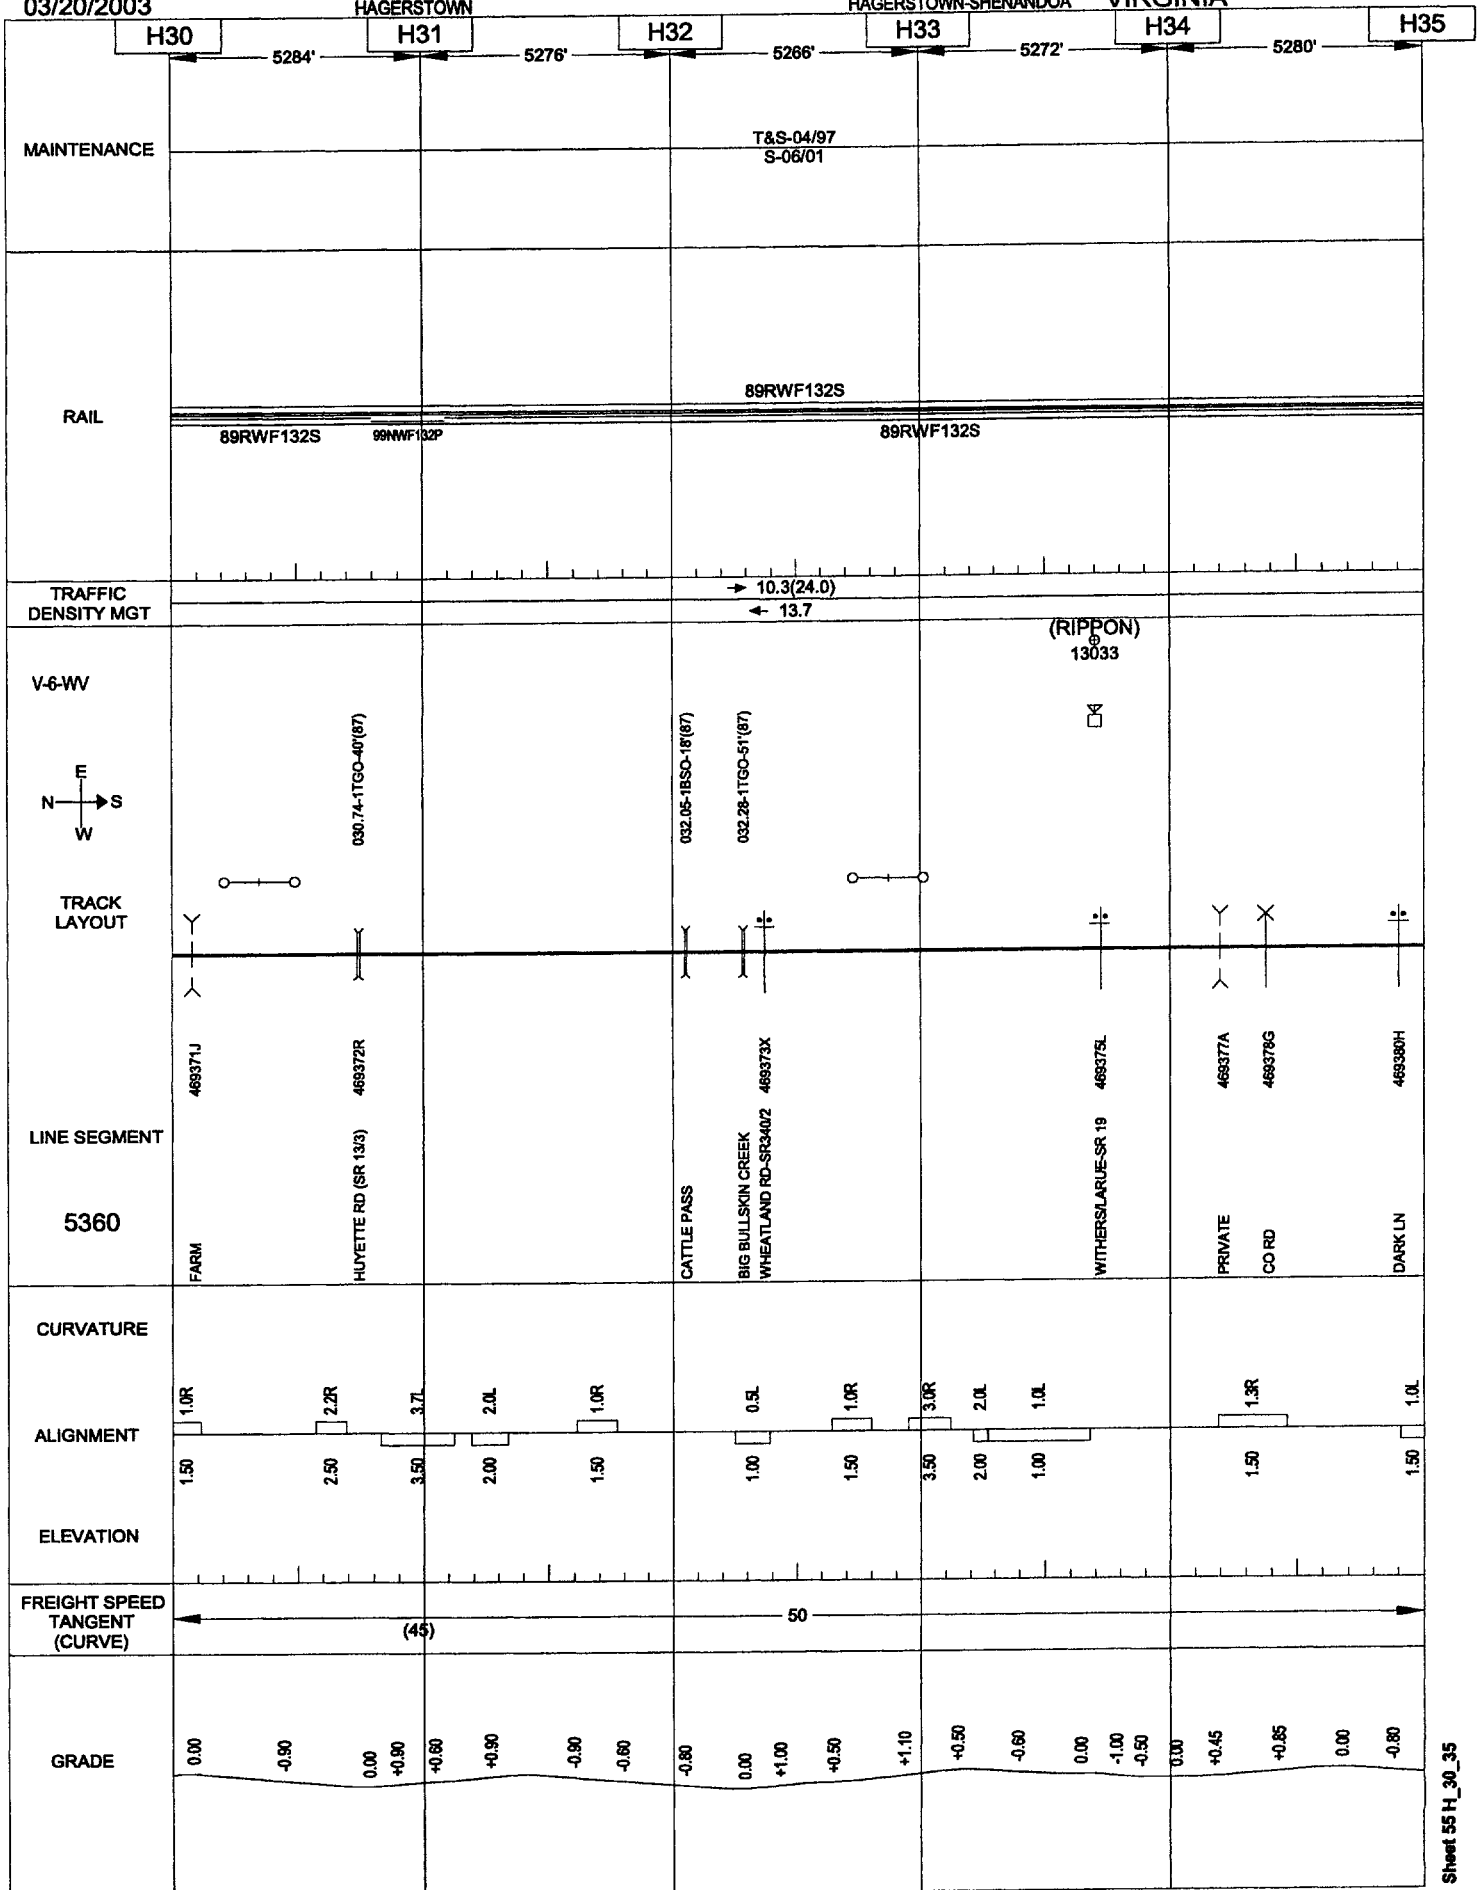 03/20/2003 HAGERSTOWN HAGERSTOWN-SHENANDOA VIRGINIA
H30 H31 H32 H33 H34 H35
5284' 5276' 5266' 5272' 5280'
MAINTENANCE
T&S-04/97
S-06/01
RAIL
89RWF132S
89RWF132S 99NWF132P 89RWF132S
TRAFFIC
DENSITY MGT
10.3(24.0)
13.7
(RIPPON)
13033
V-6-WV
E
N S
W
030.74-1TGO-40'(87)
032.05-1BSO-18'(87)
032.28-1TGO-51'(87)
TRACK
LAYOUT
469371J
469372R
469373X
469375L
469377A
469378G
469380H
LINE SEGMENT
5360
FARM
HUYETTE RD (SR 13/3)
CATTLE PASS
BIG BULLSKIN CREEK
WHEATLAND RD-SR340/2
WITHERS/LARUE-SR 19
PRIVATE
CO RD
DARK LN
CURVATURE
1.0R 2.2R 3.7L 2.0L 1.0R 0.5L 1.0R 3.0R 2.0L 1.0L 1.3R 1.0L
ALIGNMENT
1.50 2.50 3.50 2.00 1.50 1.00 1.50 3.50 2.00 1.00 1.50 1.50
ELEVATION
FREIGHT SPEED
TANGENT
(CURVE)
50
(45)
GRADE
0.00 -0.90 0.00 +0.90 +0.60 +0.90 -0.90 -0.60 -0.80 0.00 +1.00 +0.50 +1.10 +0.50 -0.60 0.00 -1.00 -0.50 0.00 +0.45 +0.85 0.00 -0.80
Sheet 55 H_30_35